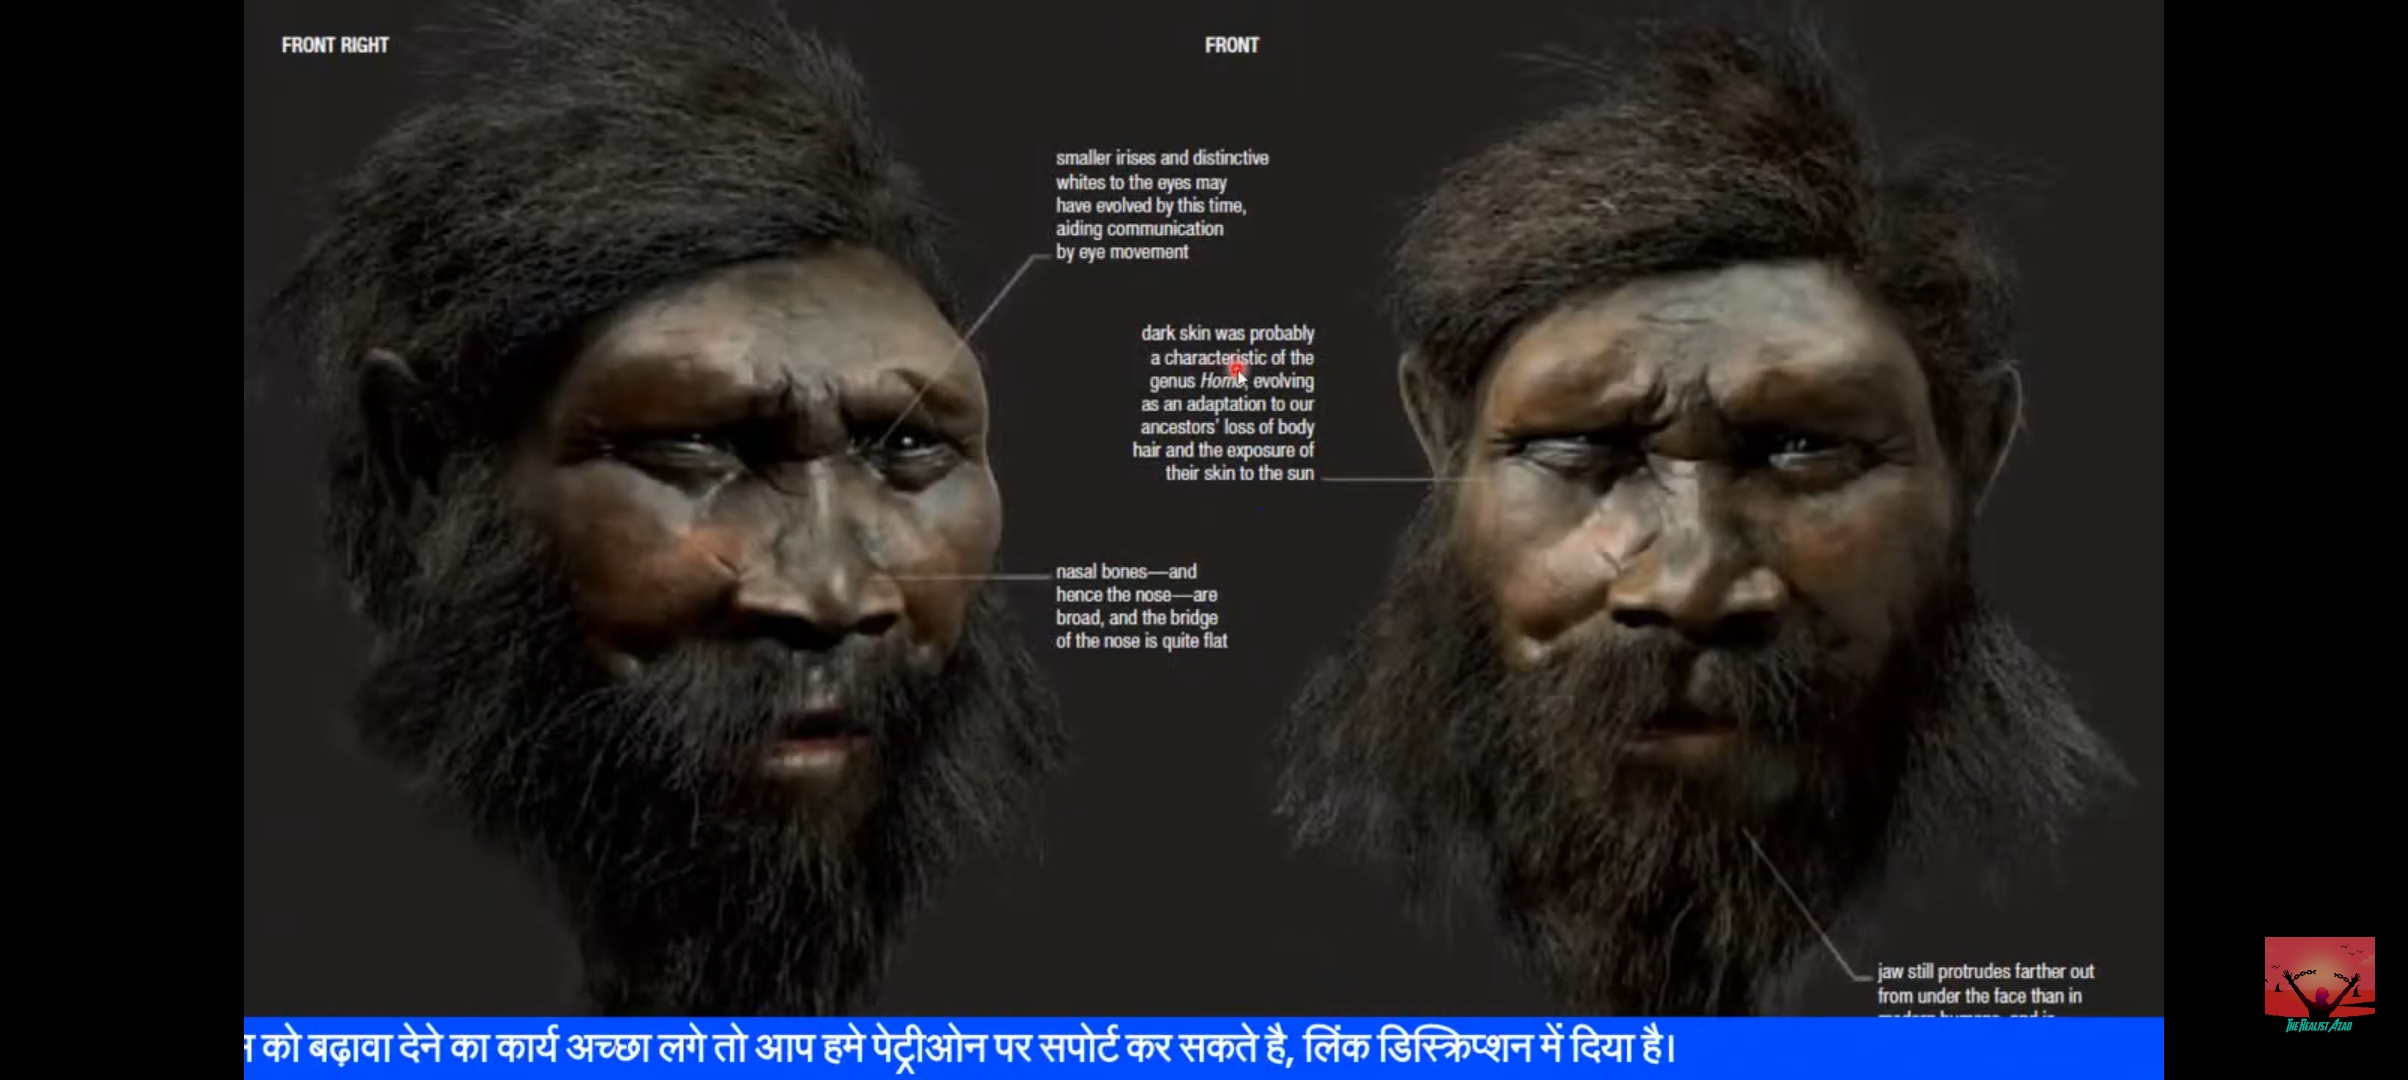 FRONT RIGHT
FRONT
smaller irises and distinctive
whites to the eyes may
have evolved by this time,
aiding communication
by eye movement
dark skin was probably
a characteristic of the
genus Homo, evolving
as an adaptation to our
ancestors' loss of body
hair and the exposure of
their skin to the sun
nasal bones—and
hence the nose—are
broad, and the bridge
of the nose is quite flat
jaw still protrudes farther out
from under the face than in
को बढ़ावा देने का कार्य अच्छा लगे तो आप हमे पेट्रीओन पर सपोर्ट कर सकते है, लिंक डिस्क्रिप्शन में दिया है।
THE REALIST AZAD